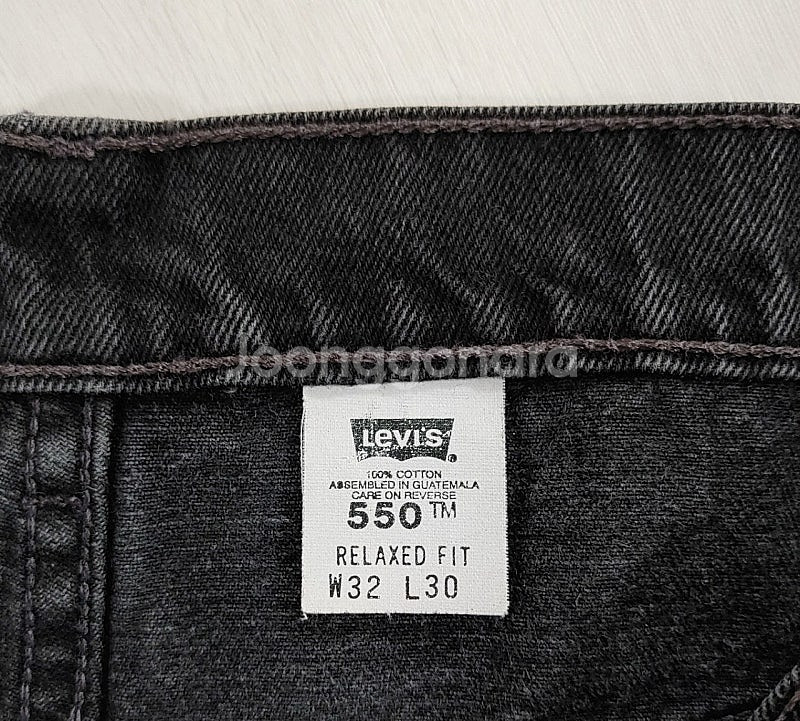 Joonggonara
LEVI'S
100% COTTON
ASSEMBLED IN GUATEMALA
CARE ON REVERSE
550™
RELAXED FIT
W32 L30